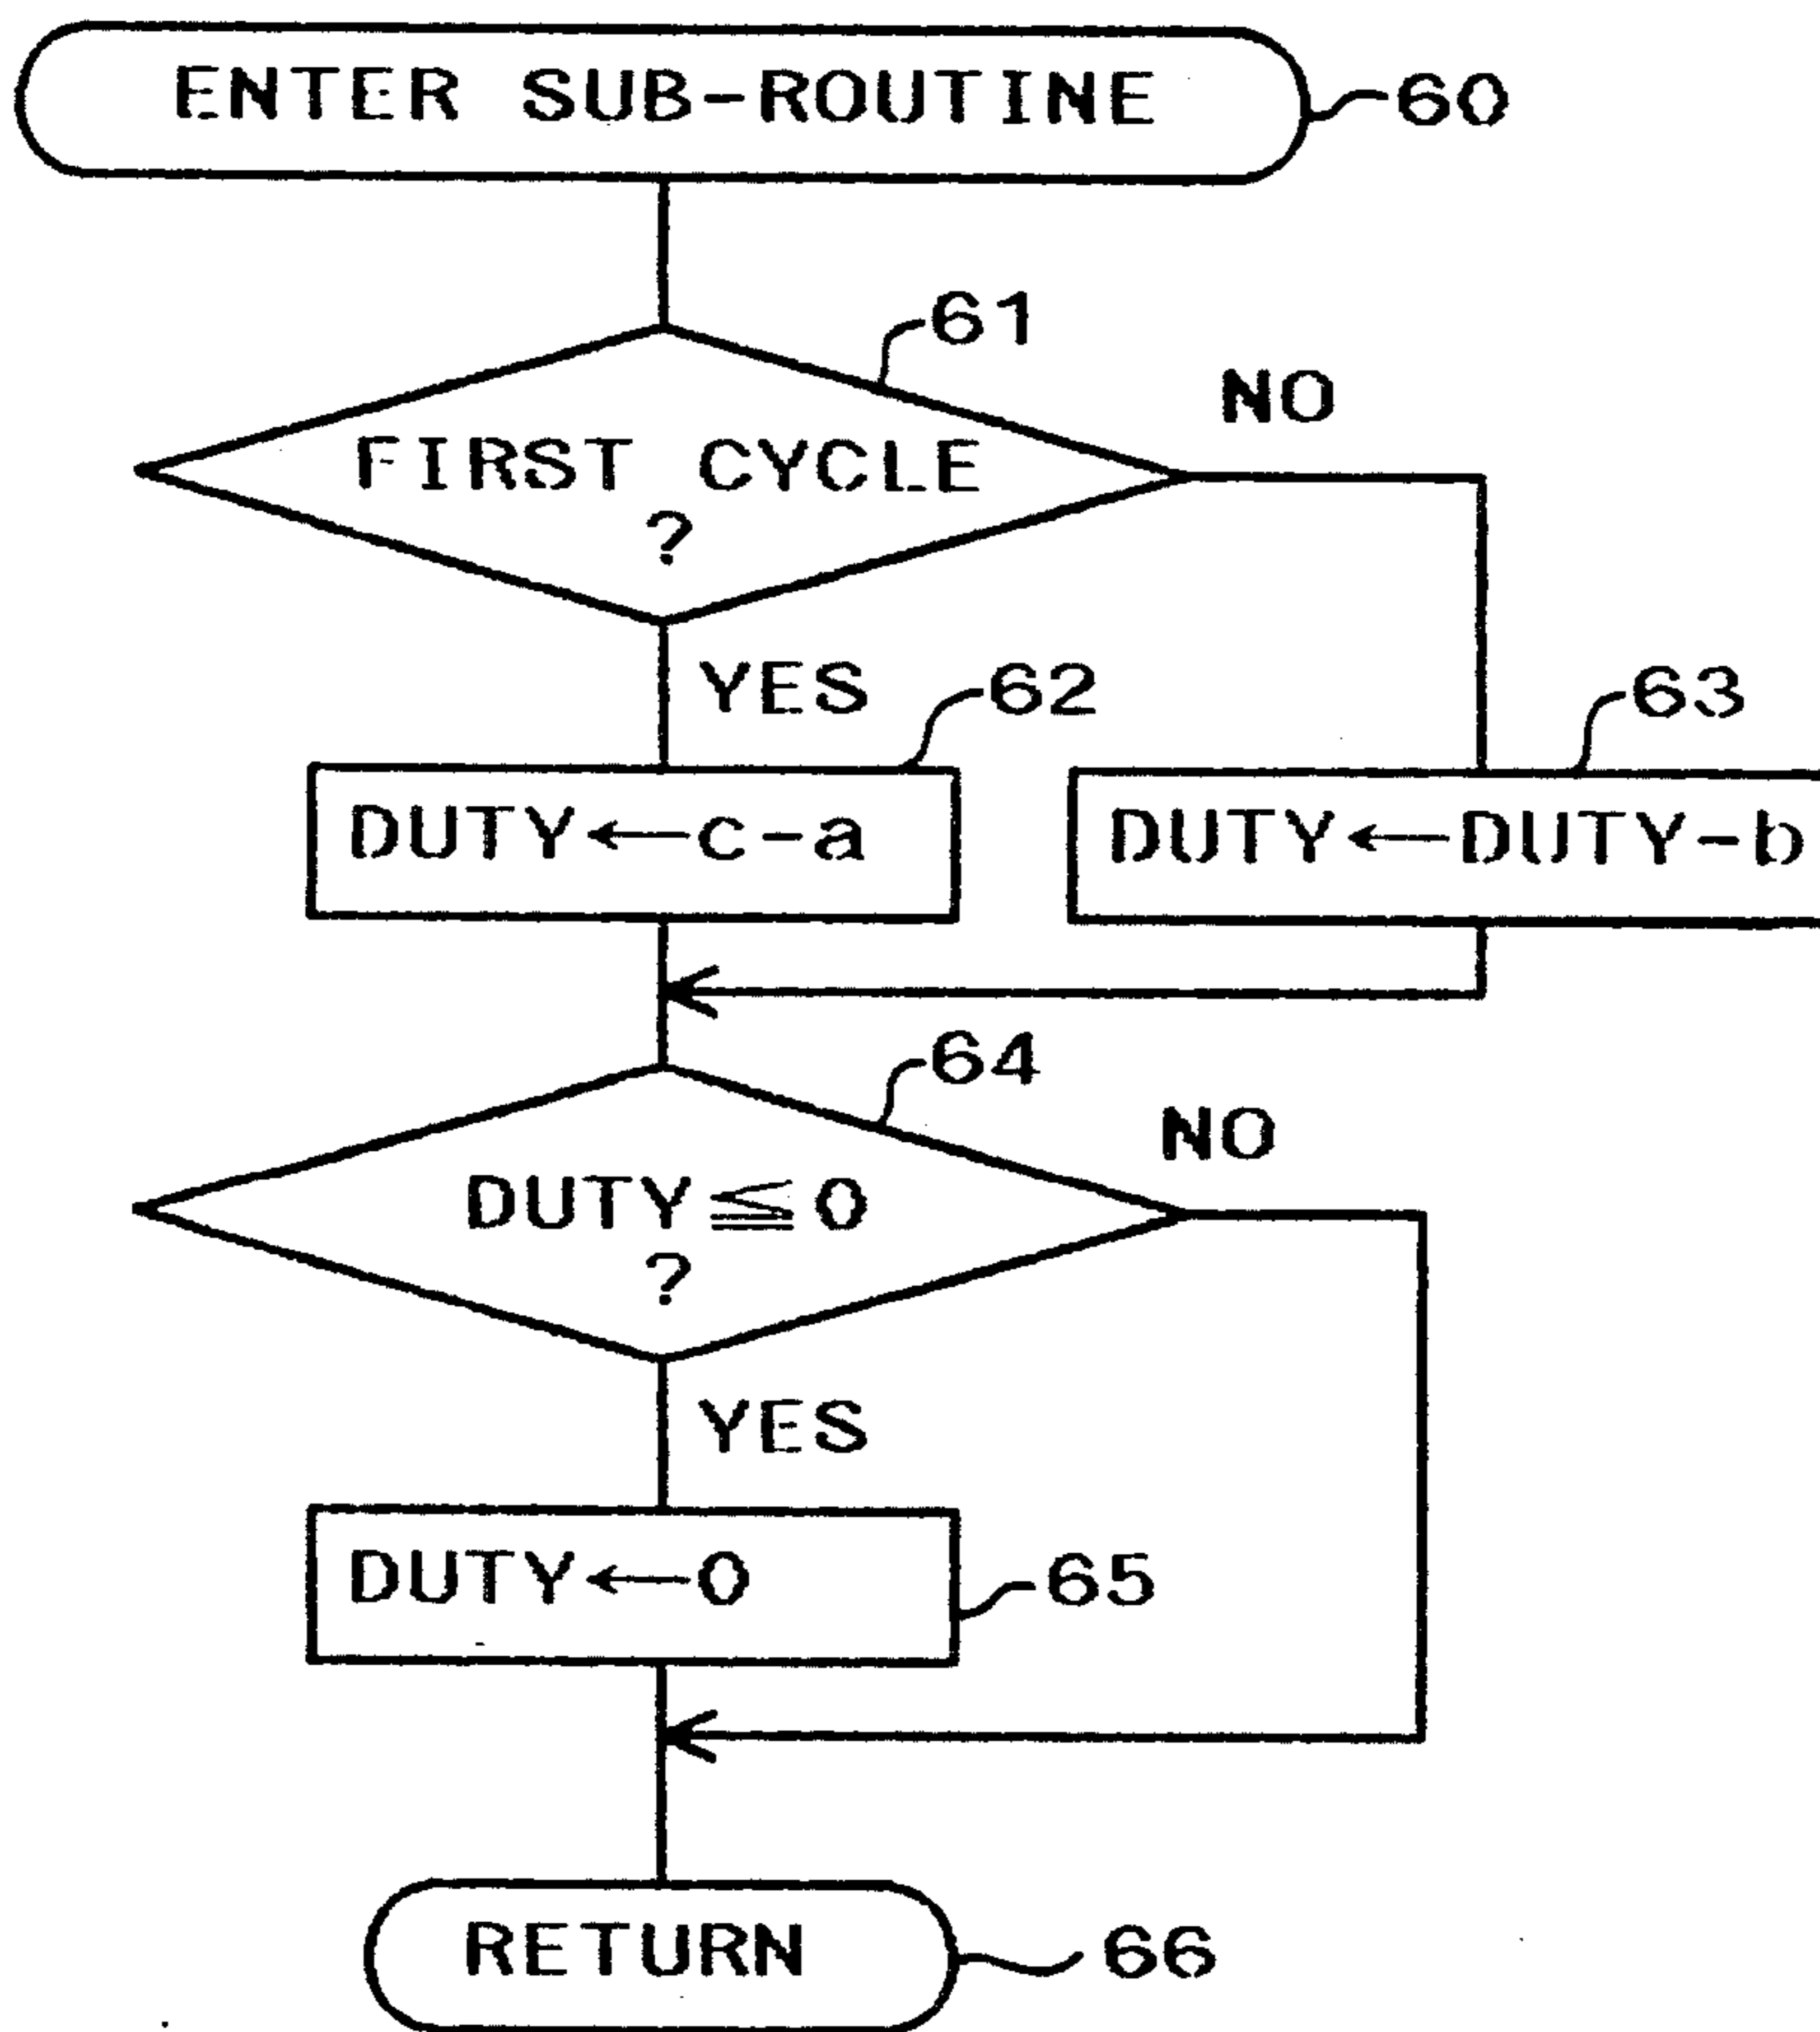 ENTER SUB-ROUTINE
60
61
NO
FIRST CYCLE
?
YES
62
63
DUTY←c-a
DUTY←DUTY-b
64
NO
DUTY≦0
?
YES
DUTY←0
65
RETURN
66